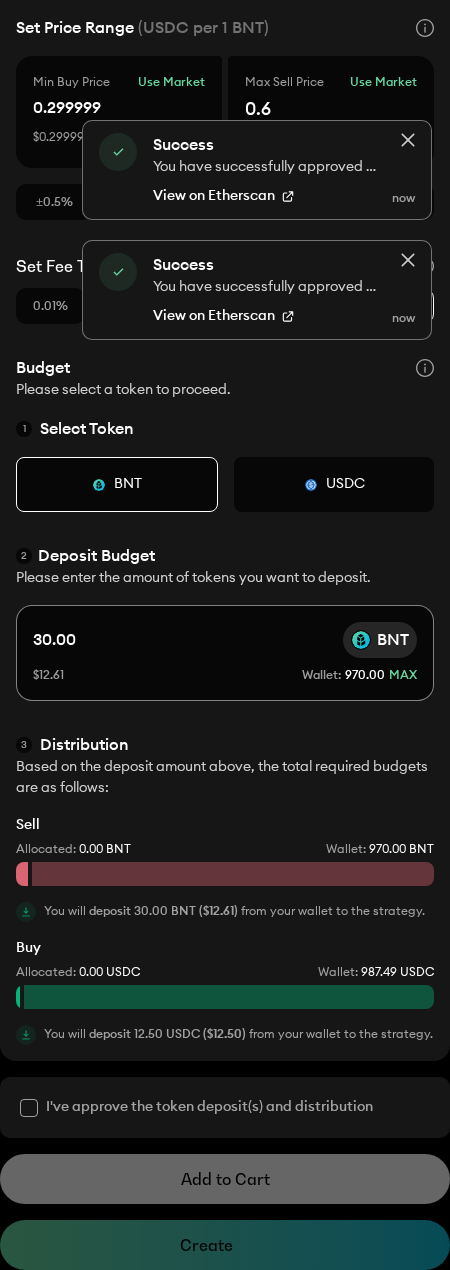 Set Price Range (USDC per 1 BNT)
Min Buy Price Use Market
Max Sell Price Use Market
0.299999
0.6
$0.29999
Success
You have successfully approved ...
View on Etherscan
now
±0.5%
Success
You have successfully approved ...
View on Etherscan
now
Set Fee T
0.01%
Budget
Please select a token to proceed.
1 Select Token
BNT
USDC
2 Deposit Budget
Please enter the amount of tokens you want to deposit.
30.00 BNT
$12.61 Wallet: 970.00 MAX
3 Distribution
Based on the deposit amount above, the total required budgets
are as follows:
Sell
Allocated: 0.00 BNT Wallet: 970.00 BNT
You will deposit 30.00 BNT ($12.61) from your wallet to the strategy.
Buy
Allocated: 0.00 USDC Wallet: 987.49 USDC
You will deposit 12.50 USDC ($12.50) from your wallet to the strategy.
I've approve the token deposit(s) and distribution
Add to Cart
Create